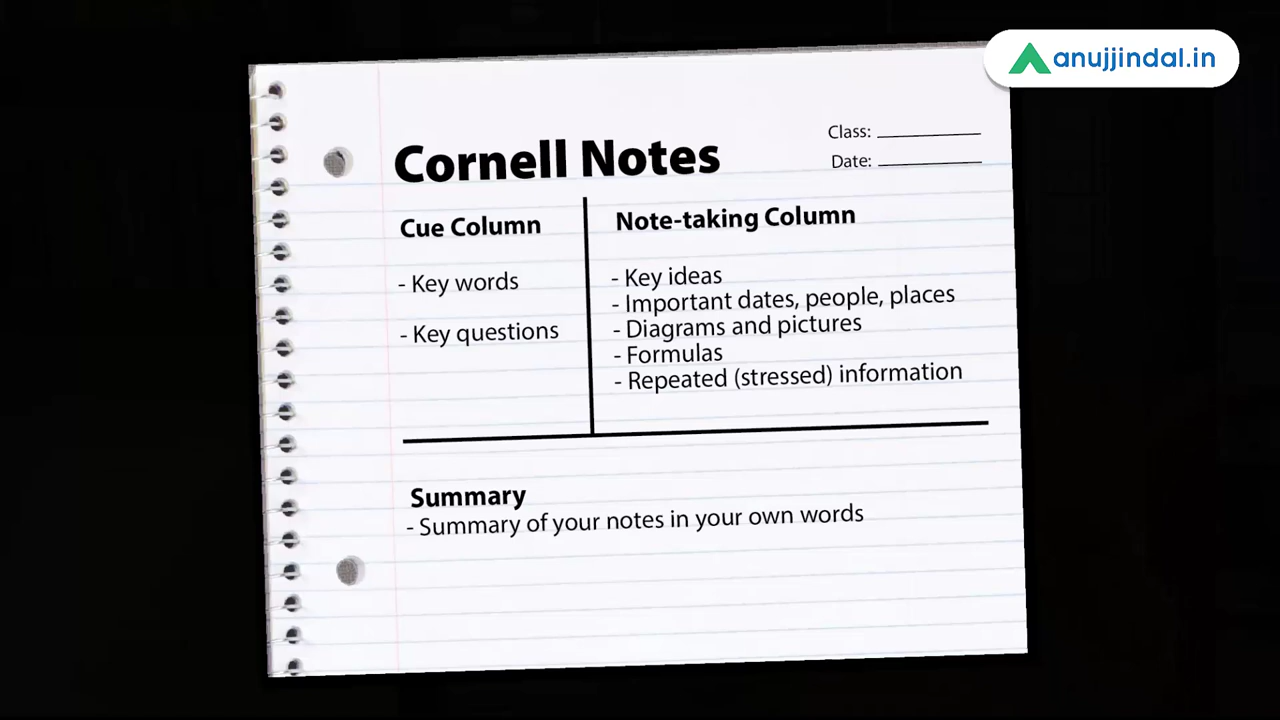 anujjindal.in
Class:
Date:
Cornell Notes
Cue Column
- Key words
- Key questions
Note-taking Column
- Key ideas
- Important dates, people, places
- Diagrams and pictures
- Formulas
- Repeated (stressed) information
Summary
- Summary of your notes in your own words